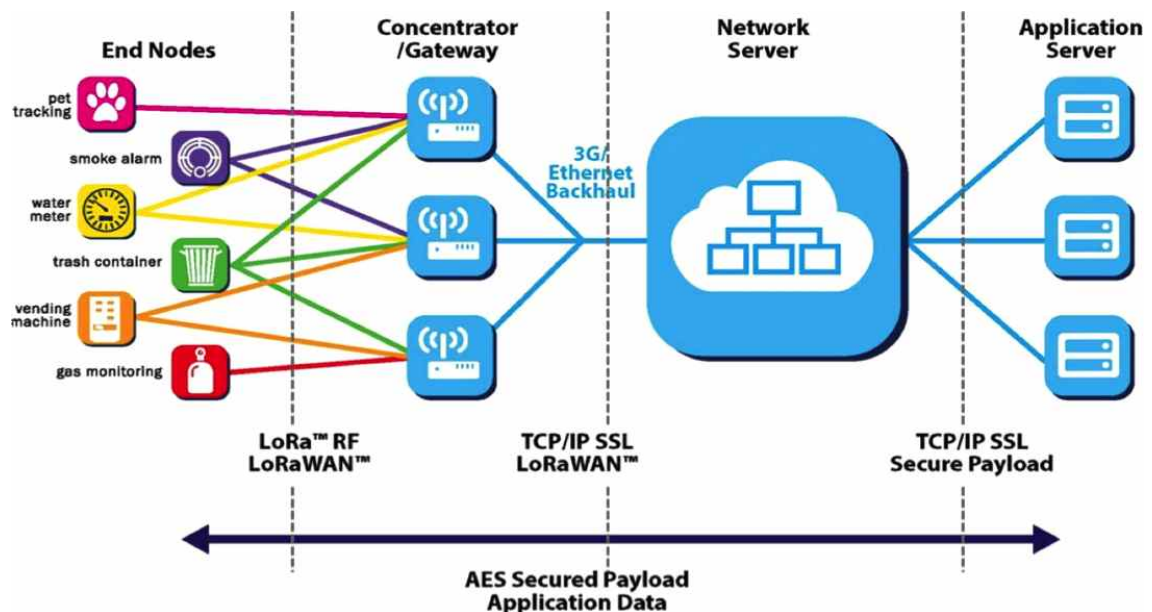 End Nodes
Concentrator
/Gateway
Network
Server
Application
Server
pet
tracking
smoke alarm
water
meter
trash container
vending
machine
gas monitoring
3G/
Ethernet
Backhaul
LoRa™ RF
LoRaWAN™
TCP/IP SSL
LoRaWAN™
TCP/IP SSL
Secure Payload
AES Secured Payload
Application Data